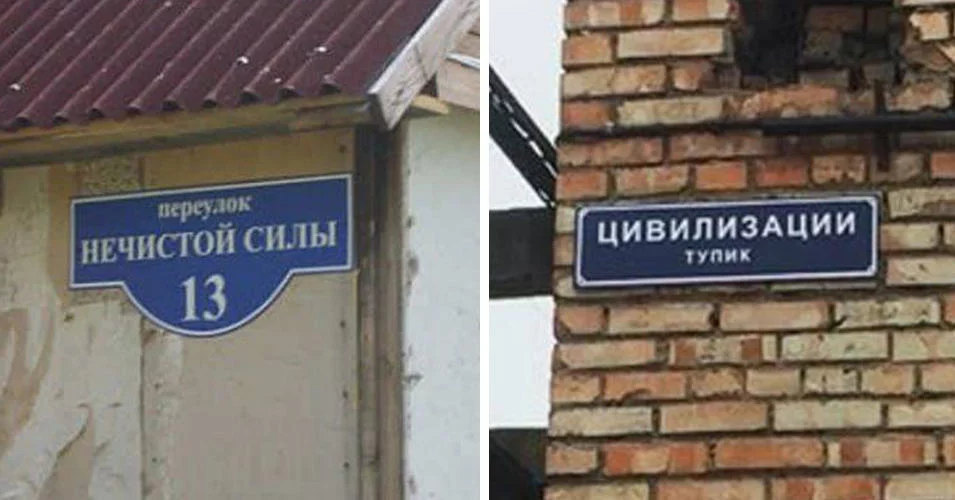 переулок
НЕЧИСТОЙ СИЛЫ
13
ЦИВИЛИЗАЦИИ
ТУПИК